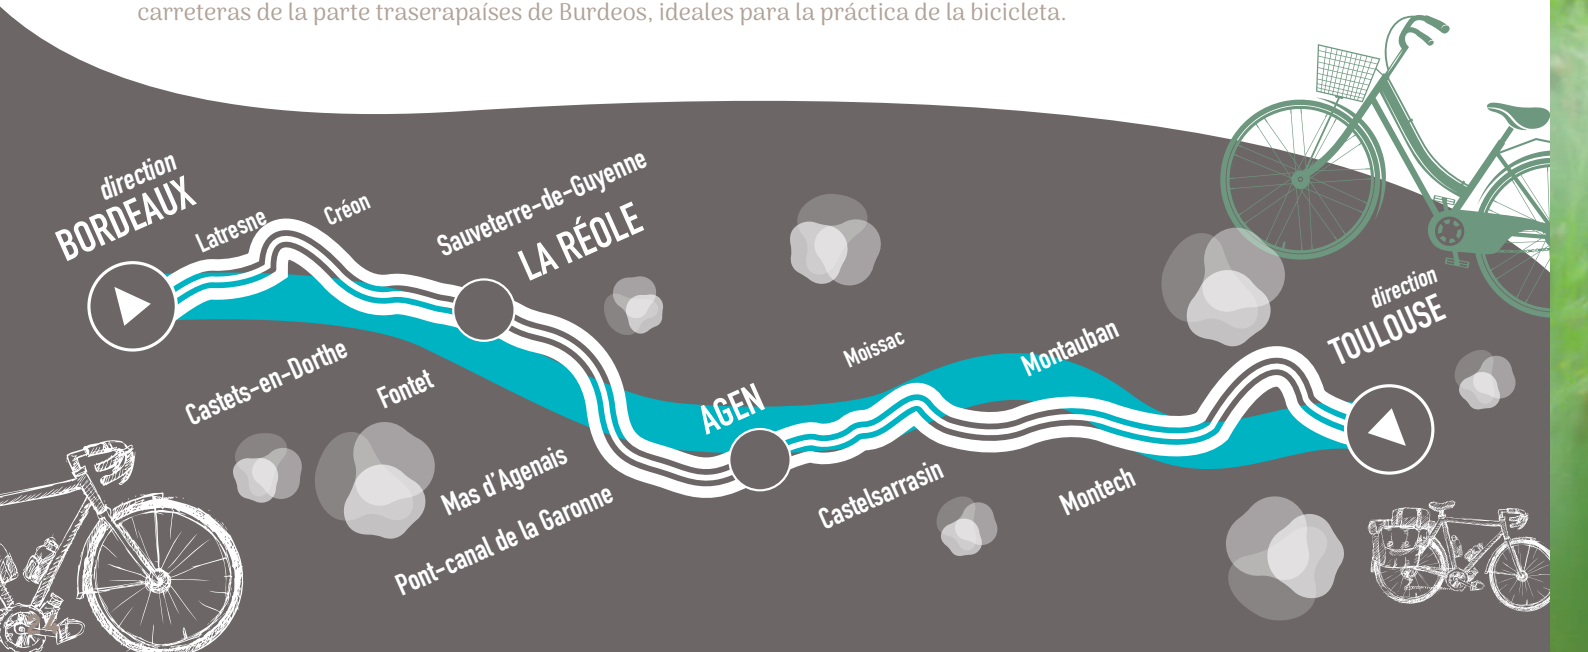 carreteras de la parte traserapaíses de Burdeos, ideales para la práctica de la bicicleta.
direction
BORDEAUX
Latresne
Créon
Sauveterre-de-Guyenne
LA RÉOLE
Castets-en-Dorthe
Fontet
Mas d'Agenais
Pont-canal de la Garonne
AGEN
Moissac
Castelsarrasin
Montauban
Montech
direction
TOULOUSE
24